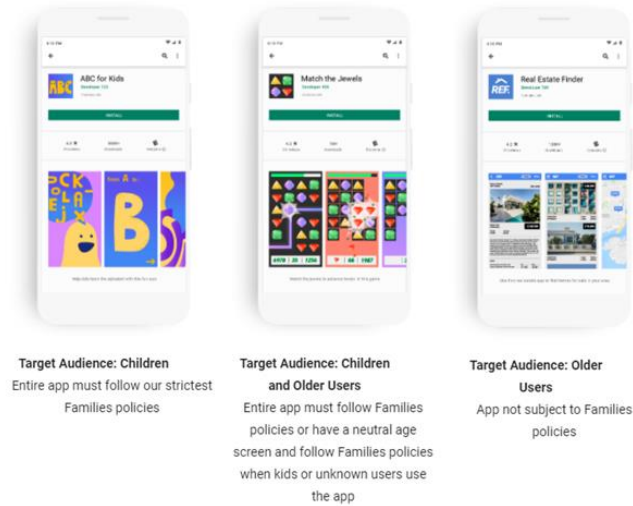 ABC for Kids
INSTALL
ABC
B
Match the Jewels
INSTALL
Real Estate Finder
REF.
INSTALL
Target Audience: Children
Entire app must follow our strictest
Families policies
Target Audience: Children
and Older Users
Entire app must follow Families
policies or have a neutral age
screen and follow Families policies
when kids or unknown users use
the app
Target Audience: Older
Users
App not subject to Families
policies